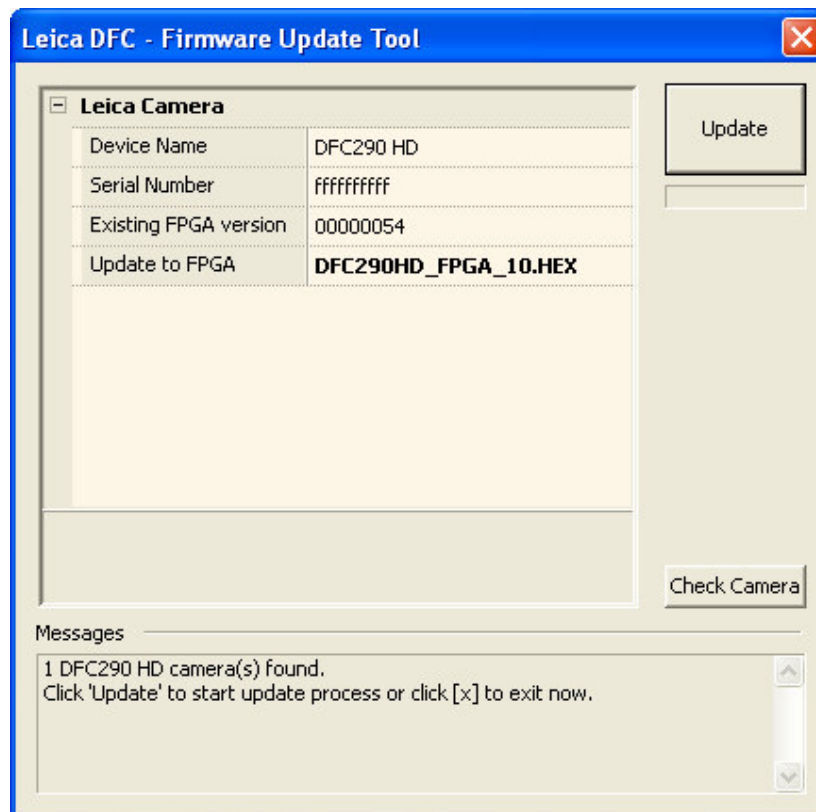 Leica DFC - Firmware Update Tool
Leica Camera
Device Name DFC290 HD
Serial Number ffffffffff
Existing FPGA version 00000054
Update to FPGA DFC290HD_FPGA_10.HEX
Update
Check Camera
Messages
1 DFC290 HD camera(s) found.
Click 'Update' to start update process or click [x] to exit now.